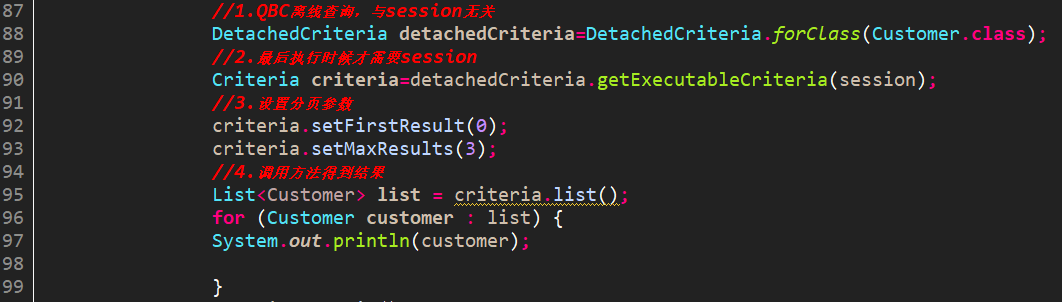 87 //1.QBC离线查询，与session无关
88 DetachedCriteria detachedCriteria=DetachedCriteria.forClass(Customer.class);
89 //2.最后执行时候才需要session
90 Criteria criteria=detachedCriteria.getExecutableCriteria(session);
91 //3.设置分页参数
92 criteria.setFirstResult(0);
93 criteria.setMaxResults(3);
94 //4.调用方法得到结果
95 List<Customer> list = criteria.list();
96 for (Customer customer : list) {
97 System.out.println(customer);
98
99 }